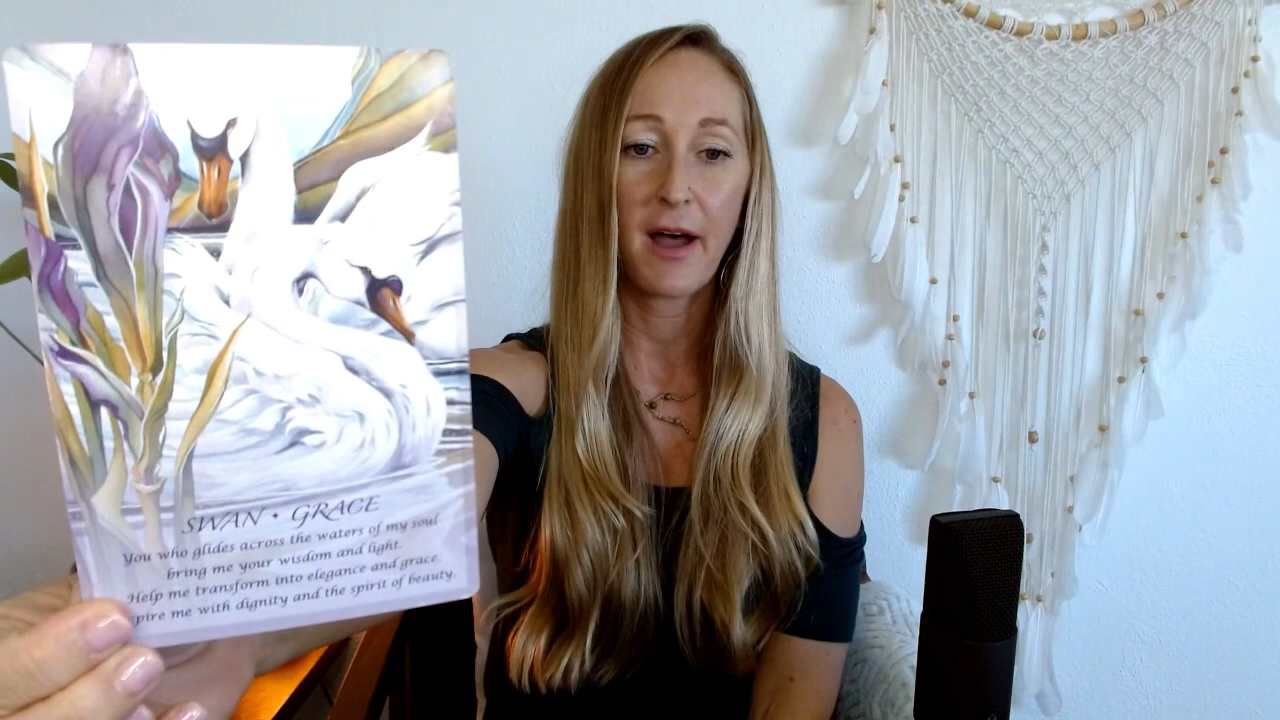 SWAN • GRACE
You who glides across the waters of my soul
bring me your wisdom and light.
Help me transform into elegance and grace.
pire me with dignity and the spirit of beauty.